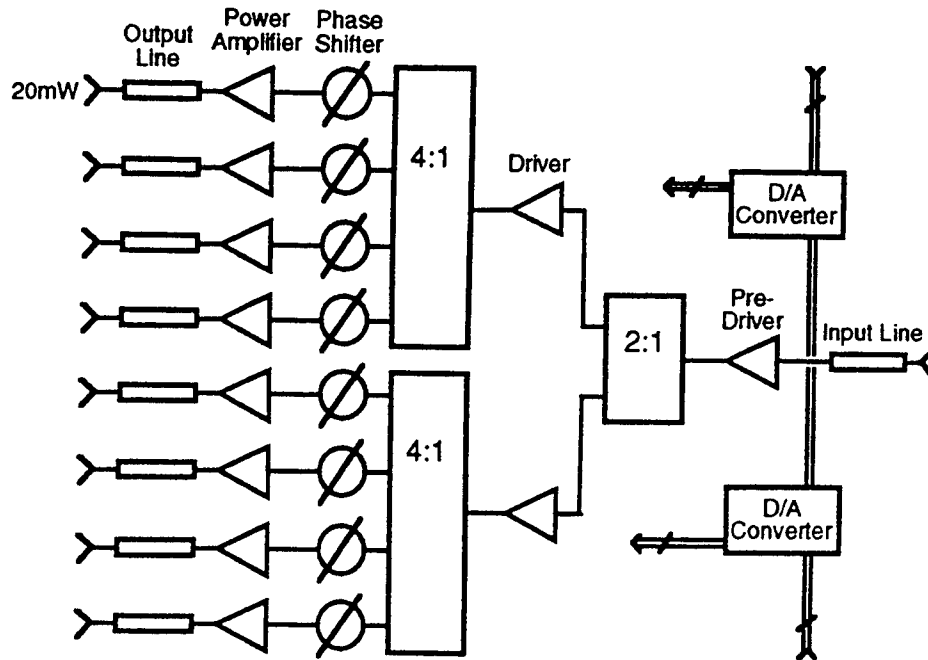 Output
Line
Power
Amplifier
Phase
Shifter
20mW
4:1
Driver
D/A
Converter
2:1
Pre-
Driver
Input Line
4:1
D/A
Converter